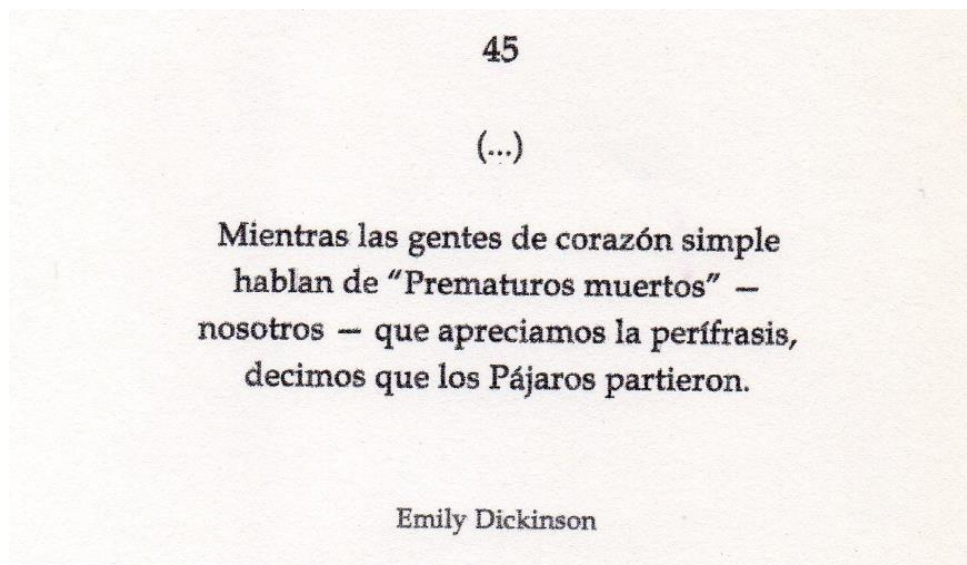 45
(...)
Mientras las gentes de corazón simple
hablan de “Prematuros muertos” —
nosotros — que apreciamos la perífrasis,
decimos que los Pájaros partieron.
Emily Dickinson